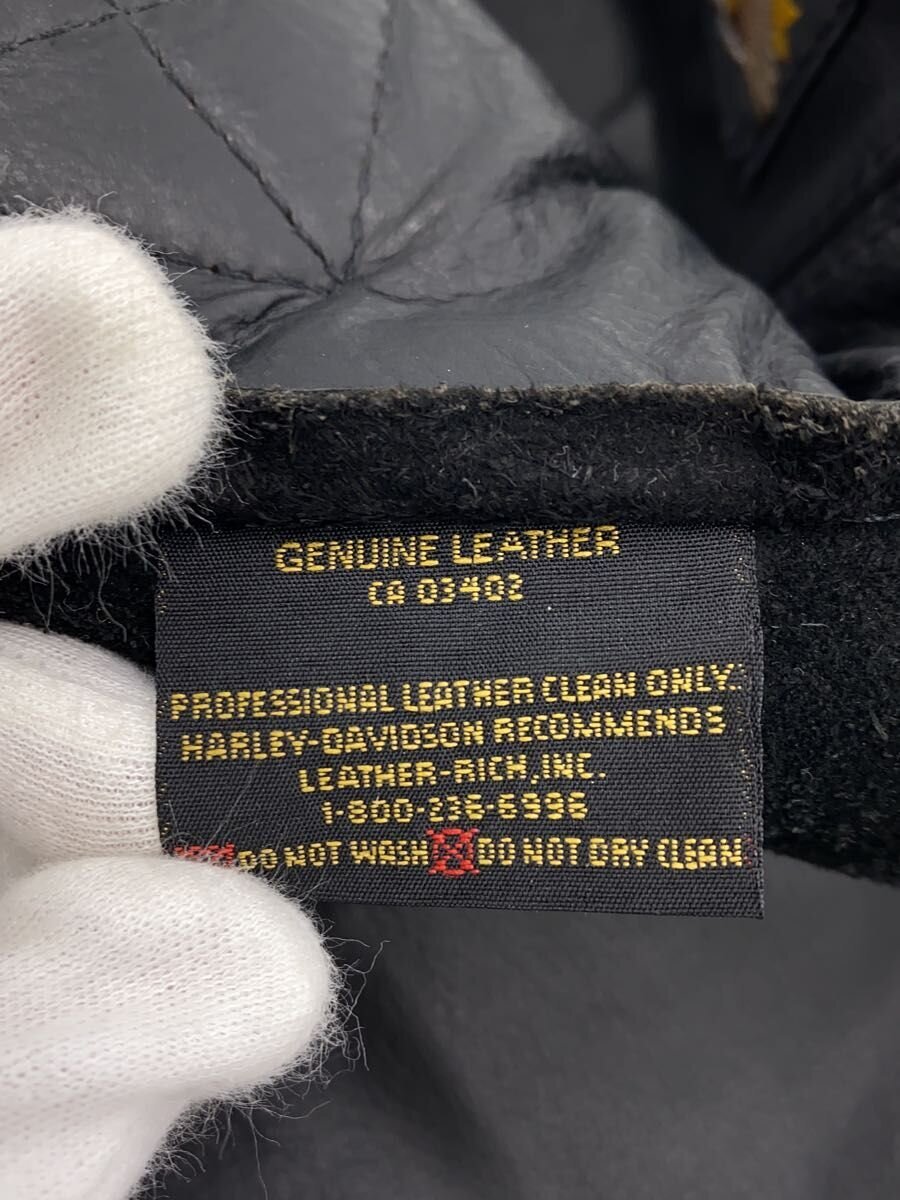 GENUINE LEATHER
CA 03402
PROFESSIONAL LEATHER CLEAN ONLY.
HARLEY-DAVIDSON RECOMMENDS
LEATHER-RICH, INC.
1-800-236-6996
DO NOT WASH DO NOT DRY CLEAN